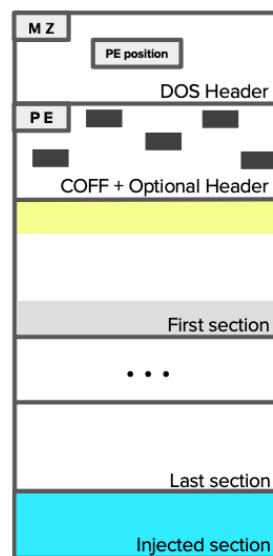 M Z
PE position
DOS Header
P E
COFF + Optional Header
First section
• • •
Last section
Injected section